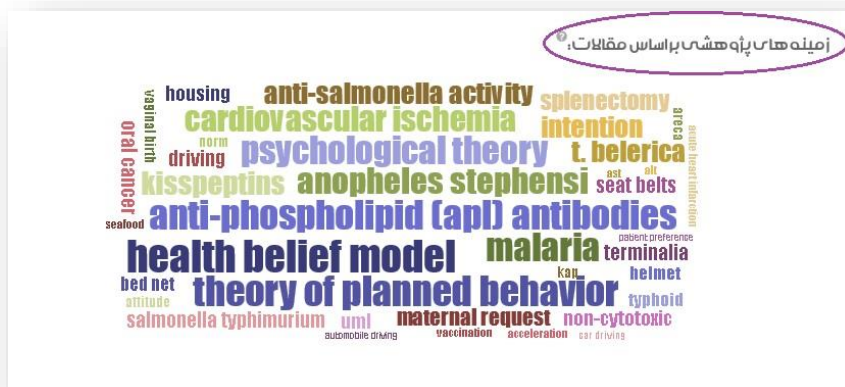 زمینه های پژوهشی براساس مقالات:
housing anti-salmonella activity splenectomy
vaginal birth
cardiovascular ischemia intention
areca
oral cancer
norm
acute heart infarction
driving psychological theory t. belerica
ast alt
kisspeptins anopheles stephensi seat belts
seafood anti-phospholipid (apl) antibodies
patient preference
health belief model malaria terminalia
kap
bed net theory of planned behavior helmet
attitude typhoid
salmonella typhimurium uml maternal request non-cytotoxic
automobile driving vaccination acceleration car driving